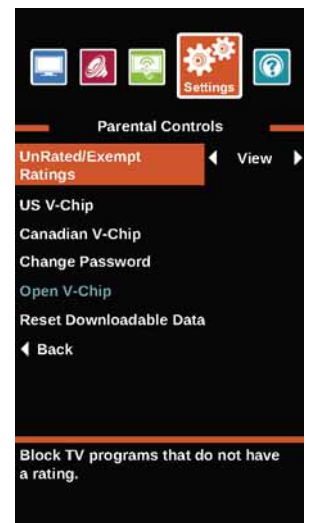 Settings
Parental Controls
UnRated/Exempt View
Ratings
US V-Chip
Canadian V-Chip
Change Password
Open V-Chip
Reset Downloadable Data
Back
Block TV programs that do not have
a rating.